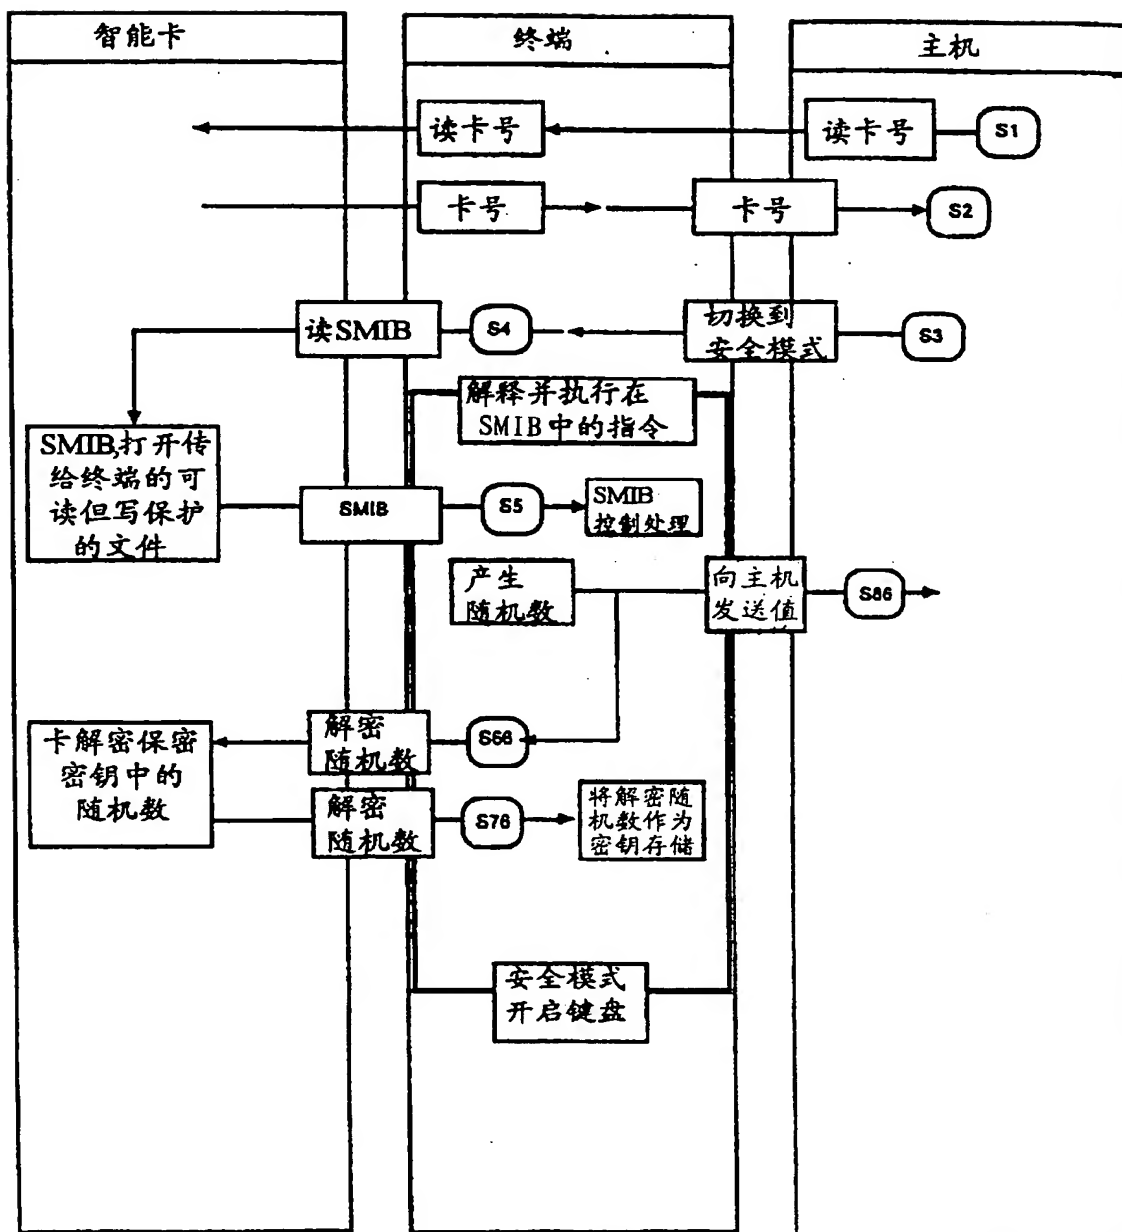 智能卡
终端
主机
读卡号
读卡号
S1
卡号
卡号
S2
读SMIB
S4
切换到
安全模式
S3
解释并执行在
SMIB中的指令
SMIB,打开传
给终端的可
读但写保护
的文件
SMIB
S5
SMIB
控制处理
产生
随机数
向主机
发送值
S86
解密
随机数
S66
卡解密保密
密钥中的
随机数
解密
随机数
S76
将解密随
机数作为
密钥存储
安全模式
开启键盘